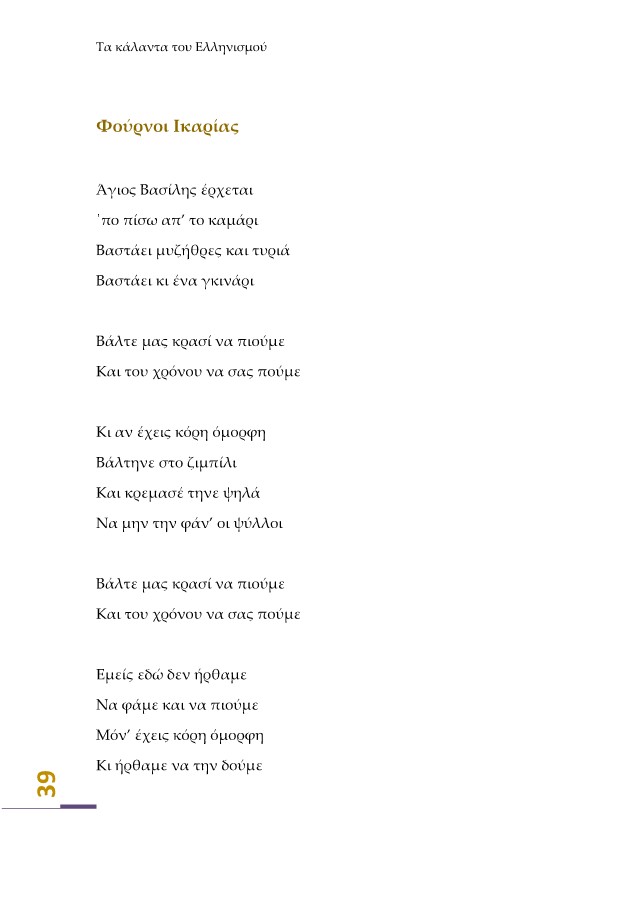 Τα κάλαντα του Ελληνισμού
Φούρνοι Ικαρίας
Άγιος Βασίλης έρχεται
᾽πο πίσω απ’ το καμάρι
Βαστάει μυζήθρες και τυριά
Βαστάει κι ένα γκινάρι
Βάλτε μας κρασί να πιούμε
Και του χρόνου να σας πούμε
Κι αν έχεις κόρη όμορφη
Βάλτηνε στο ζιμπίλι
Και κρεμασέ τηνε ψηλά
Να μην την φάν’ οι ψύλλοι
Βάλτε μας κρασί να πιούμε
Και του χρόνου να σας πούμε
Εμείς εδώ δεν ήρθαμε
Να φάμε και να πιούμε
Μόν’ έχεις κόρη όμορφη
Κι ήρθαμε να την δούμε
39